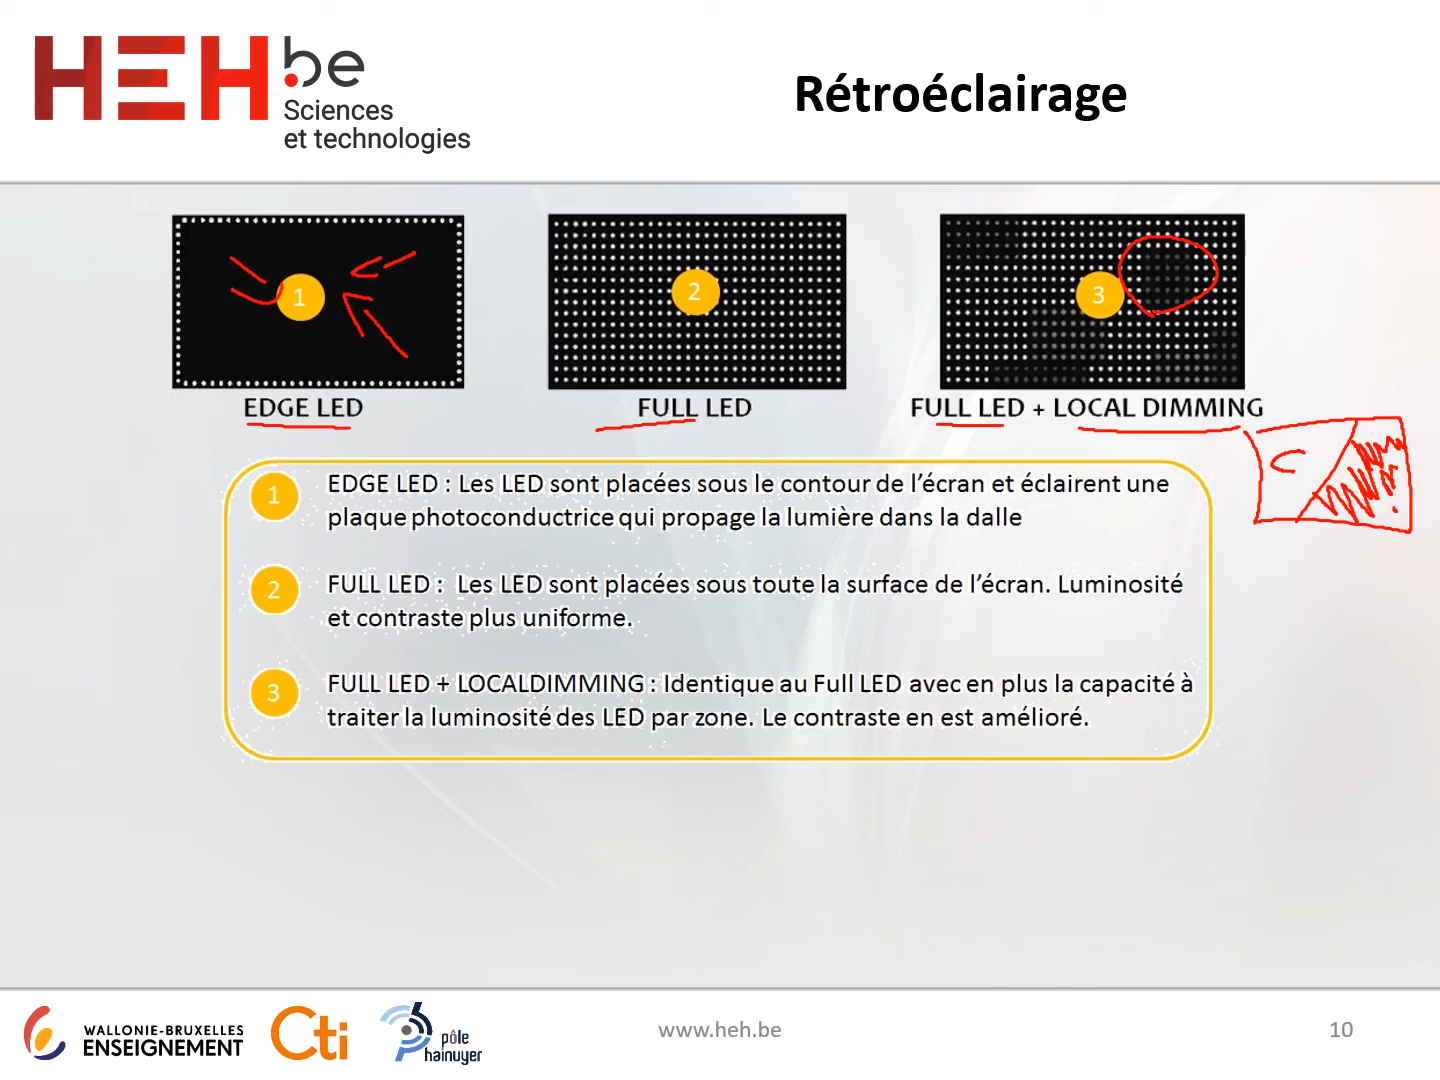 HEH.be
Sciences
et technologies
Rétroéclairage
1
2
3
EDGE LED
FULL LED
FULL LED + LOCAL DIMMING
1
EDGE LED : Les LED sont placées sous le contour de l'écran et éclairent une
plaque photoconductrice qui propage la lumière dans la dalle
2
FULL LED : Les LED sont placées sous toute la surface de l'écran. Luminosité
et contraste plus uniforme.
3
FULL LED + LOCALDIMMING : Identique au Full LED avec en plus la capacité à
traiter la luminosité des LED par zone. Le contraste en est amélioré.
WALLONIE-BRUXELLES
ENSEIGNEMENT
Cti
pôle
hainuyer
www.heh.be
10